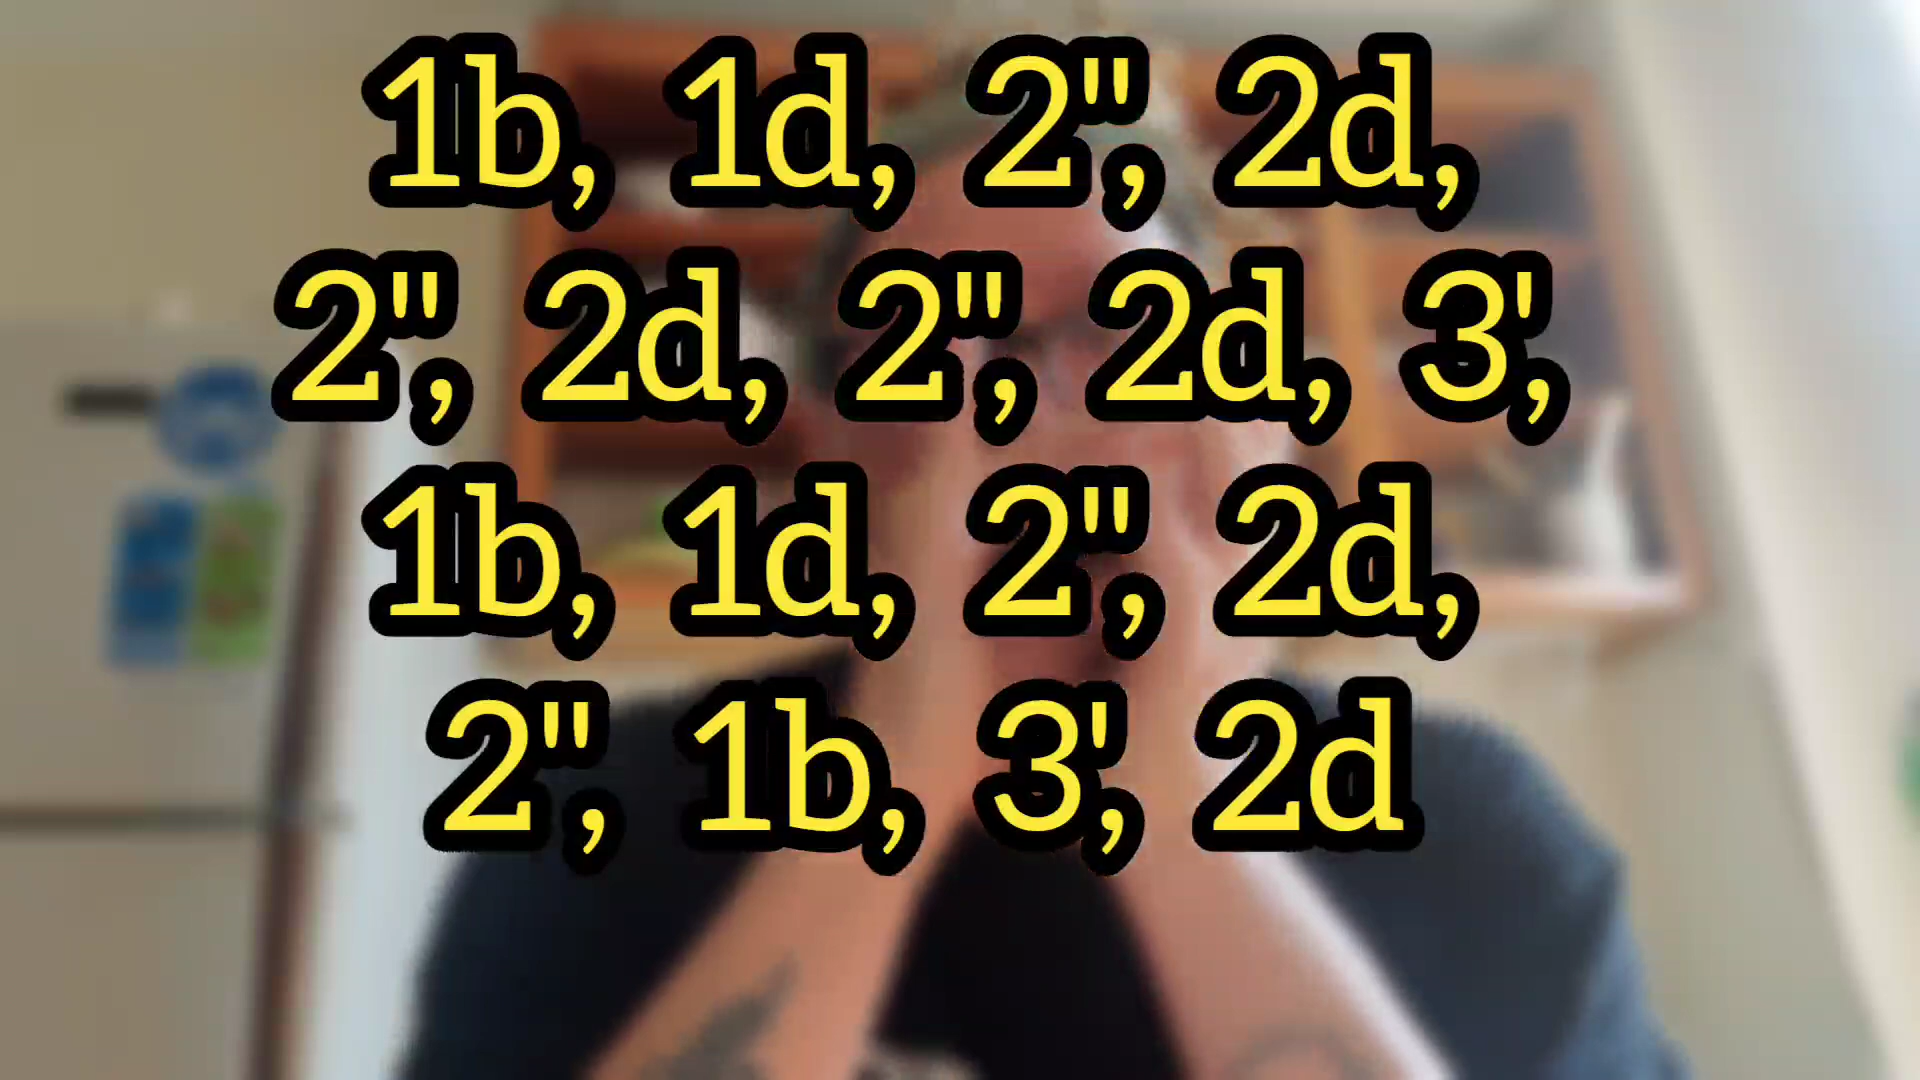 1b, 1d, 2", 2d,
2", 2d, 2", 2d, 3',
1b, 1d, 2", 2d,
2", 1b, 3', 2d